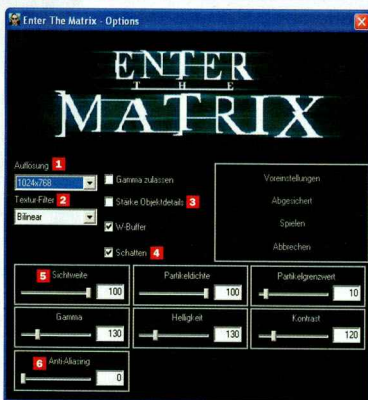 Enter The Matrix - Options
ENTER
THE
MATRIX
Auflösung 1
1024x768
Textur-Filter 2
Bilinear
Gamma zulassen
Starke Objektdetails 3
W-Buffer
Schatten 4
Voreinstellungen
Abgesichert
Spielen
Abbrechen
5 Sichtweite
100
Partikeldichte
100
Partikelgrenzwert
10
Gamma
130
Helligkeit
130
Kontrast
120
6 Anti-Aliasing
0